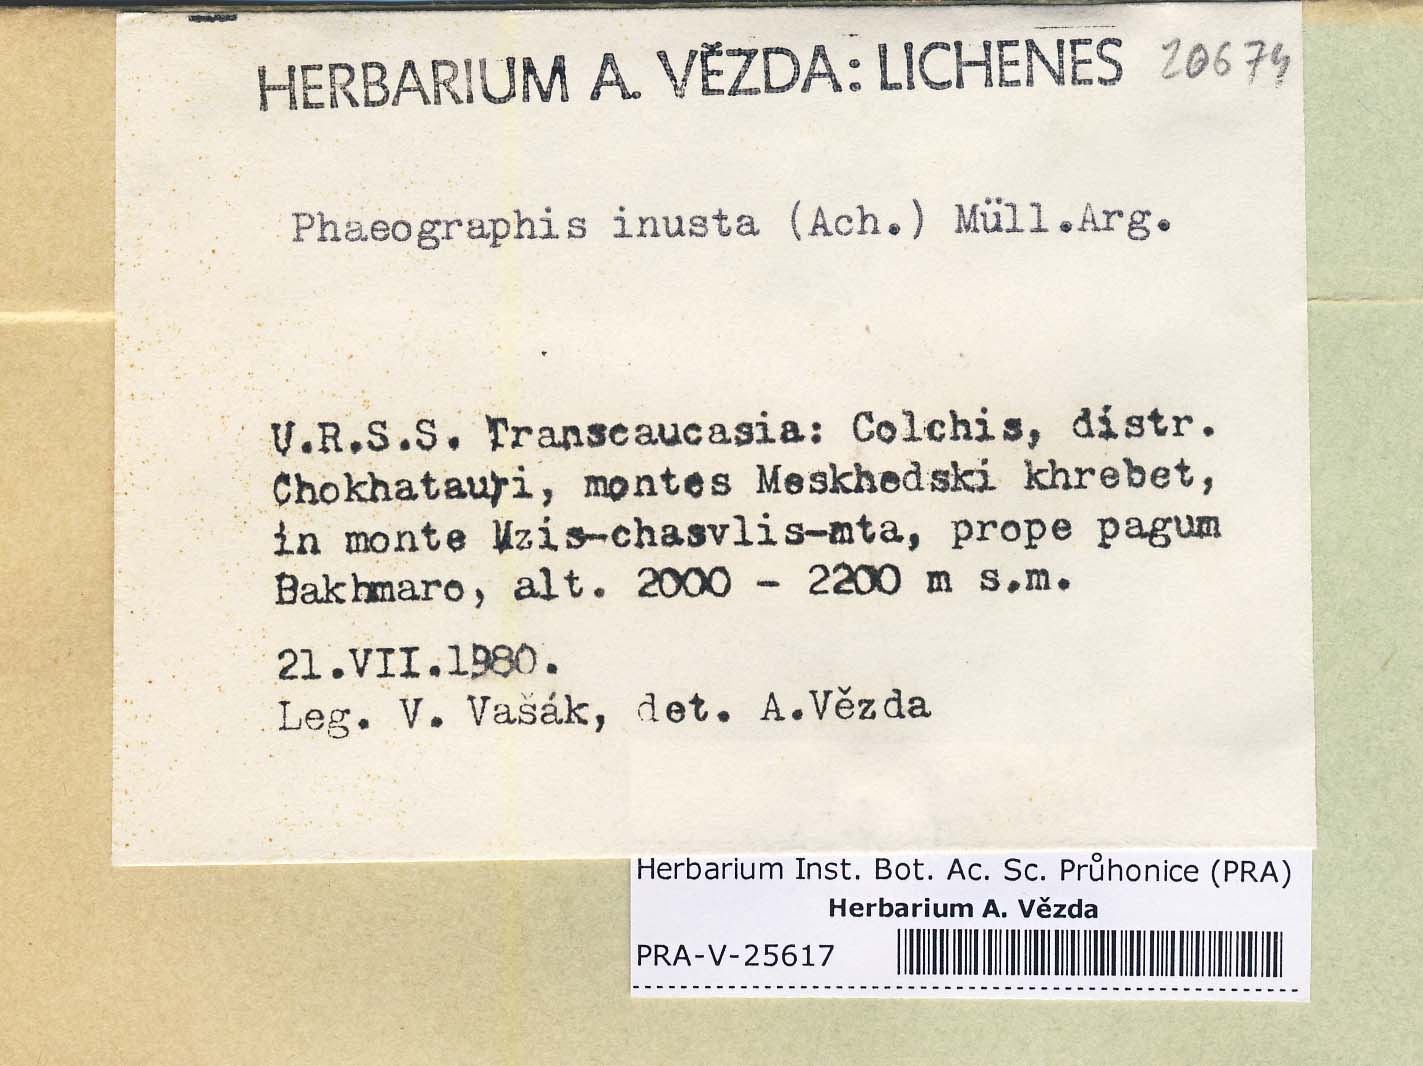 HERBARIUM A. VĚZDA: LICHENES
Phaeographis inusta (Ach.) Müll.Arg.
U.R.S.S. Transcaucasia: Colchis, distr.
Chokhatauri, montes Meskhedski khrebet,
in monte Mzis-chasvlis-mta, prope pagum
Bakhmaro, alt. 2000 - 2200 m s.m.
21.VII.1980.
Leg. V. Vašák, det. A.Vězda
Herbarium Inst. Bot. Ac. Sc. Průhonice (PRA)
Herbarium A. Vězda
PRA-V-25617